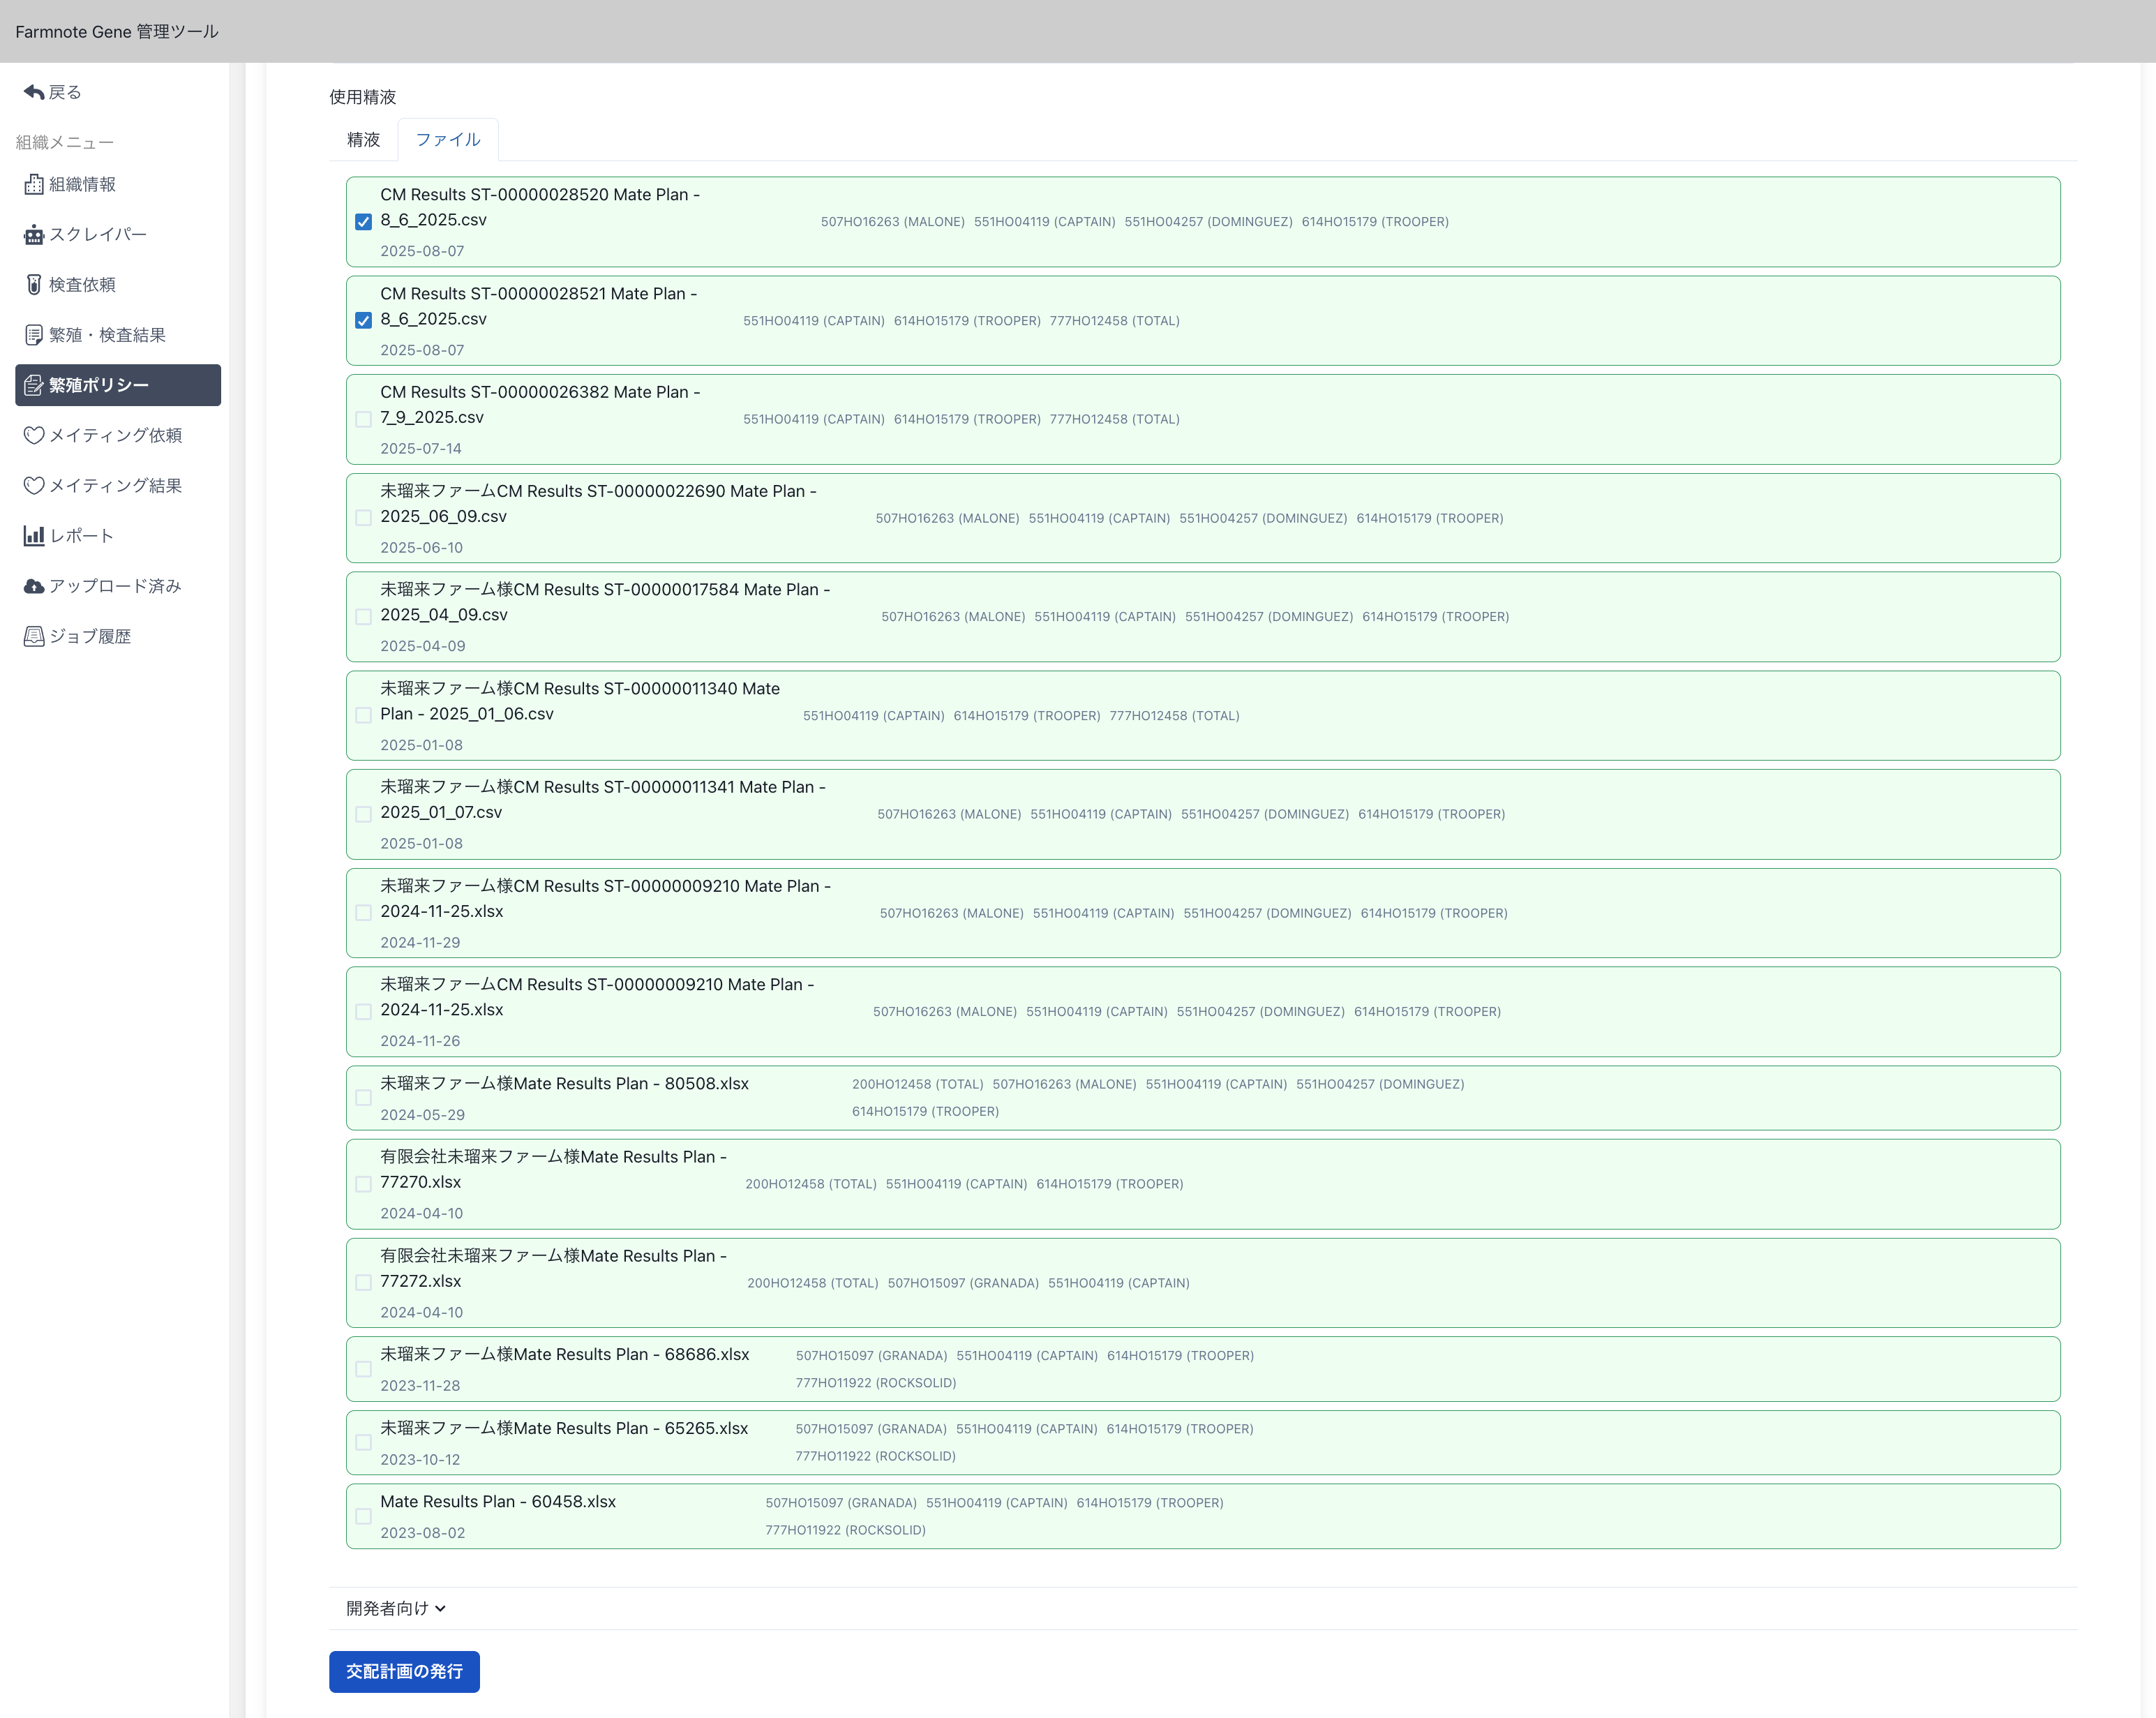 Farmnote Gene 管理ツール
戻る
組織メニュー
組織情報
スクレイパー
検査依頼
繁殖・検査結果
繁殖ポリシー
メイティング依頼
メイティング結果
レポート
アップロード済み
ジョブ履歴
使用精液
精液
ファイル
CM Results ST-00000028520 Mate Plan -
8_6_2025.csv
2025-08-07
507HO16263 (MALONE) 551HO04119 (CAPTAIN) 551HO04257 (DOMINGUEZ) 614HO15179 (TROOPER)
CM Results ST-00000028521 Mate Plan -
8_6_2025.csv
2025-08-07
551HO04119 (CAPTAIN) 614HO15179 (TROOPER) 777HO12458 (TOTAL)
CM Results ST-00000026382 Mate Plan -
7_9_2025.csv
2025-07-14
551HO04119 (CAPTAIN) 614HO15179 (TROOPER) 777HO12458 (TOTAL)
未瑠来ファームCM Results ST-00000022690 Mate Plan -
2025_06_09.csv
2025-06-10
507HO16263 (MALONE) 551HO04119 (CAPTAIN) 551HO04257 (DOMINGUEZ) 614HO15179 (TROOPER)
未瑠来ファーム様CM Results ST-00000017584 Mate Plan -
2025_04_09.csv
2025-04-09
507HO16263 (MALONE) 551HO04119 (CAPTAIN) 551HO04257 (DOMINGUEZ) 614HO15179 (TROOPER)
未瑠来ファーム様CM Results ST-00000011340 Mate
Plan - 2025_01_06.csv
2025-01-08
551HO04119 (CAPTAIN) 614HO15179 (TROOPER) 777HO12458 (TOTAL)
未瑠来ファーム様CM Results ST-00000011341 Mate Plan -
2025_01_07.csv
2025-01-08
507HO16263 (MALONE) 551HO04119 (CAPTAIN) 551HO04257 (DOMINGUEZ) 614HO15179 (TROOPER)
未瑠来ファーム様CM Results ST-00000009210 Mate Plan -
2024-11-25.xlsx
2024-11-29
507HO16263 (MALONE) 551HO04119 (CAPTAIN) 551HO04257 (DOMINGUEZ) 614HO15179 (TROOPER)
未瑠来ファームCM Results ST-00000009210 Mate Plan -
2024-11-25.xlsx
2024-11-26
507HO16263 (MALONE) 551HO04119 (CAPTAIN) 551HO04257 (DOMINGUEZ) 614HO15179 (TROOPER)
未瑠来ファーム様Mate Results Plan - 80508.xlsx
2024-05-29
200HO12458 (TOTAL) 507HO16263 (MALONE) 551HO04119 (CAPTAIN) 551HO04257 (DOMINGUEZ)
614HO15179 (TROOPER)
有限会社未瑠来ファーム様Mate Results Plan -
77270.xlsx
2024-04-10
200HO12458 (TOTAL) 551HO04119 (CAPTAIN) 614HO15179 (TROOPER)
有限会社未瑠来ファーム様Mate Results Plan -
77272.xlsx
2024-04-10
200HO12458 (TOTAL) 507HO15097 (GRANADA) 551HO04119 (CAPTAIN)
未瑠来ファーム様Mate Results Plan - 68686.xlsx
2023-11-28
507HO15097 (GRANADA) 551HO04119 (CAPTAIN) 614HO15179 (TROOPER)
777HO11922 (ROCKSOLID)
未瑠来ファーム様Mate Results Plan - 65265.xlsx
2023-10-12
507HO15097 (GRANADA) 551HO04119 (CAPTAIN) 614HO15179 (TROOPER)
777HO11922 (ROCKSOLID)
Mate Results Plan - 60458.xlsx
2023-08-02
507HO15097 (GRANADA) 551HO04119 (CAPTAIN) 614HO15179 (TROOPER)
777HO11922 (ROCKSOLID)
開発者向け
交配計画の発行